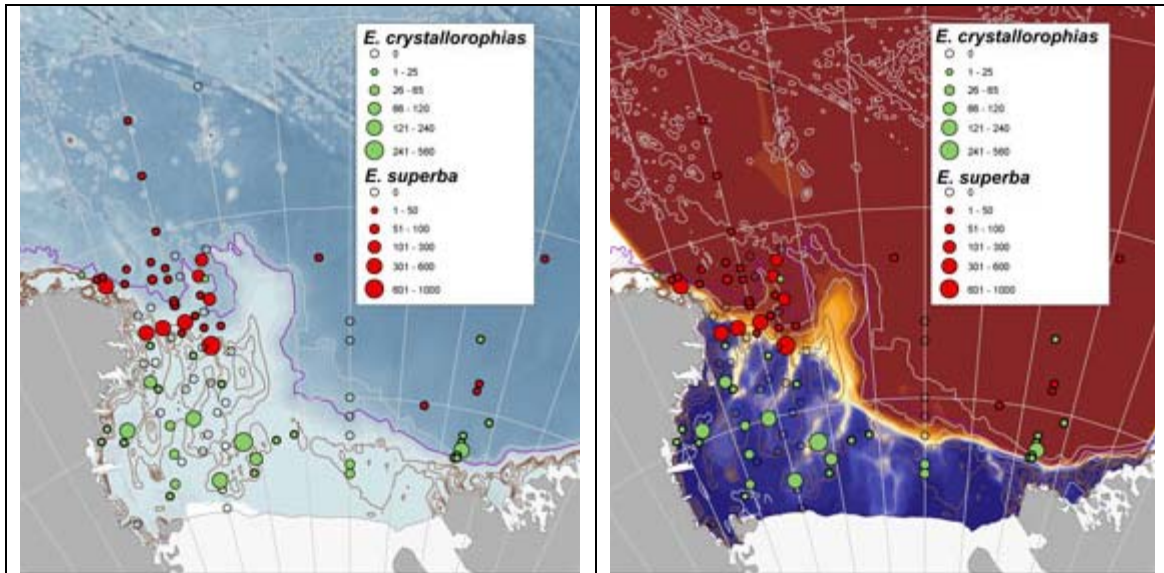 E. crystallorophias
0
1 - 25
26 - 65
66 - 120
121 - 240
241 - 560
E. superba
0
1 - 50
51 - 100
101 - 300
301 - 600
601 - 1000
E. crystallorophias
0
1 - 25
26 - 65
66 - 120
121 - 240
241 - 560
E. superba
0
1 - 50
51 - 100
101 - 300
301 - 600
601 - 1000